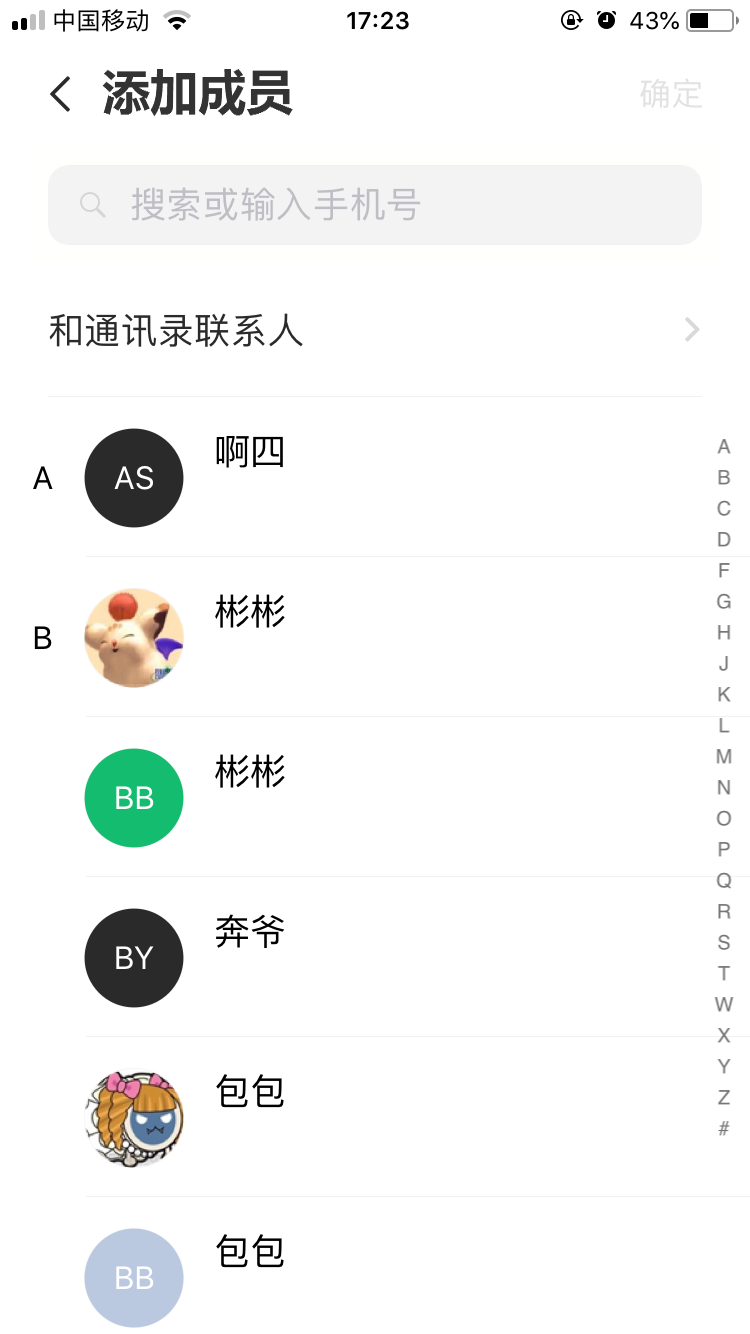 中国移动 17:23 43%
添加成员 确定
搜索或输入手机号
和通讯录联系人
A AS 啊四
B 彬彬
BB 彬彬
BY 奔爷
包包
BB 包包
A
B
C
D
F
G
H
J
K
L
M
N
O
P
Q
R
S
T
W
X
Y
Z
#